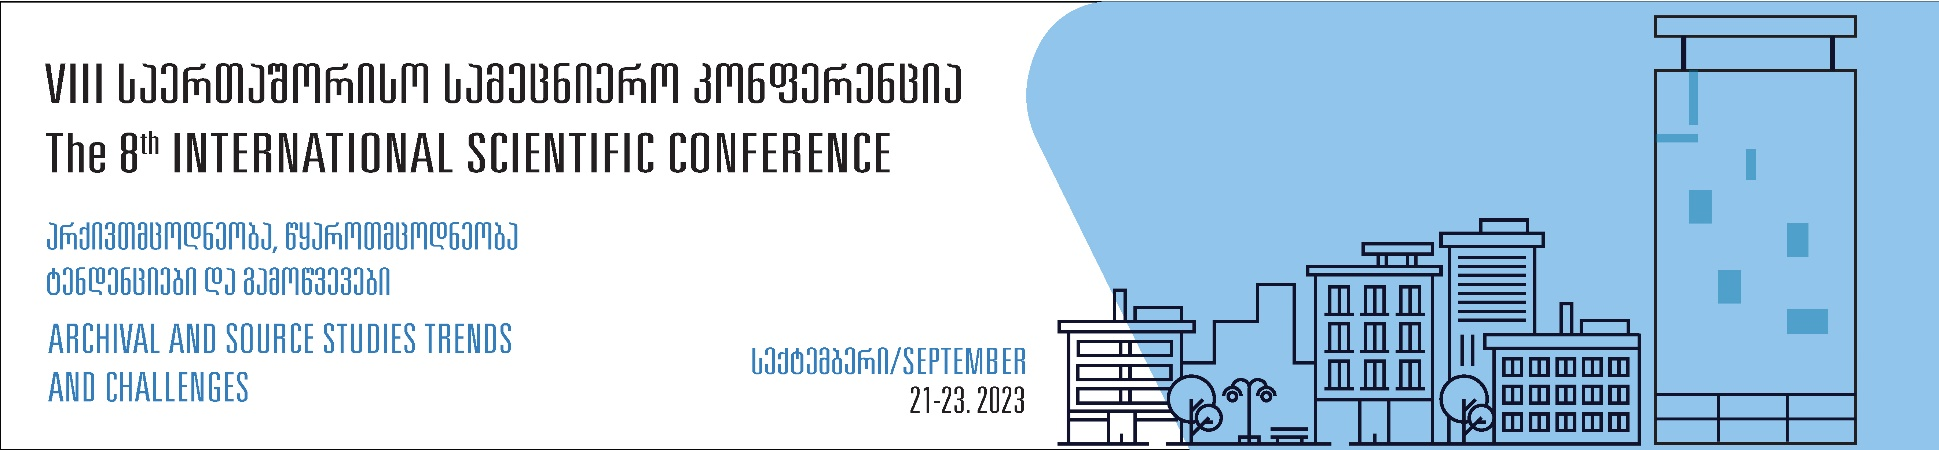 VIII საერთაშორისო სამეცნიერო კონფერენცია
The 8th INTERNATIONAL SCIENTIFIC CONFERENCE
არქივთმცოდნეობა, წყაროთმცოდნეობა
ტენდენციები და გამოწვევები
ARCHIVAL AND SOURCE STUDIES TRENDS
AND CHALLENGES
სექტემბერი/SEPTEMBER
21-23. 2023